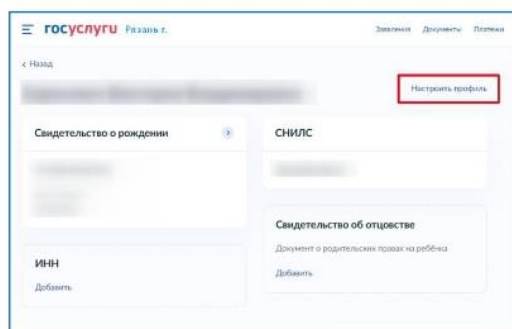 госуслуги Рязань г.
Заявления Документы Платежи
< Назад
Настроить профиль
Свидетельство о рождении
СНИЛС
Свидетельство об отцовстве
Документ о родительских правах на ребёнка
Добавить
ИНН
Добавить